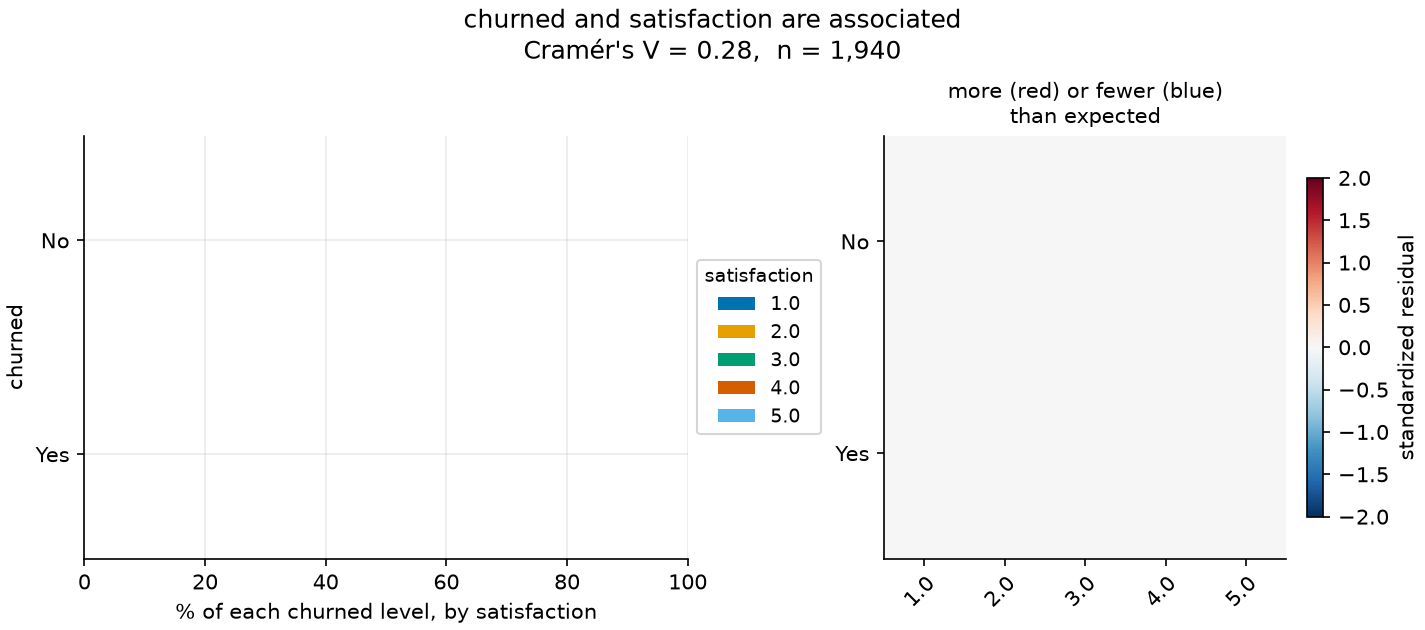 churned and satisfaction are associated
Cramér's V = 0.28,  n = 1,940
churned
No
Yes
0 20 40 60 80 100
% of each churned level, by satisfaction
satisfaction
1.0
2.0
3.0
4.0
5.0
more (red) or fewer (blue)
than expected
No
Yes
1.0 2.0 3.0 4.0 5.0
2.0
1.5
1.0
0.5
0.0
−0.5
−1.0
−1.5
−2.0
standardized residual